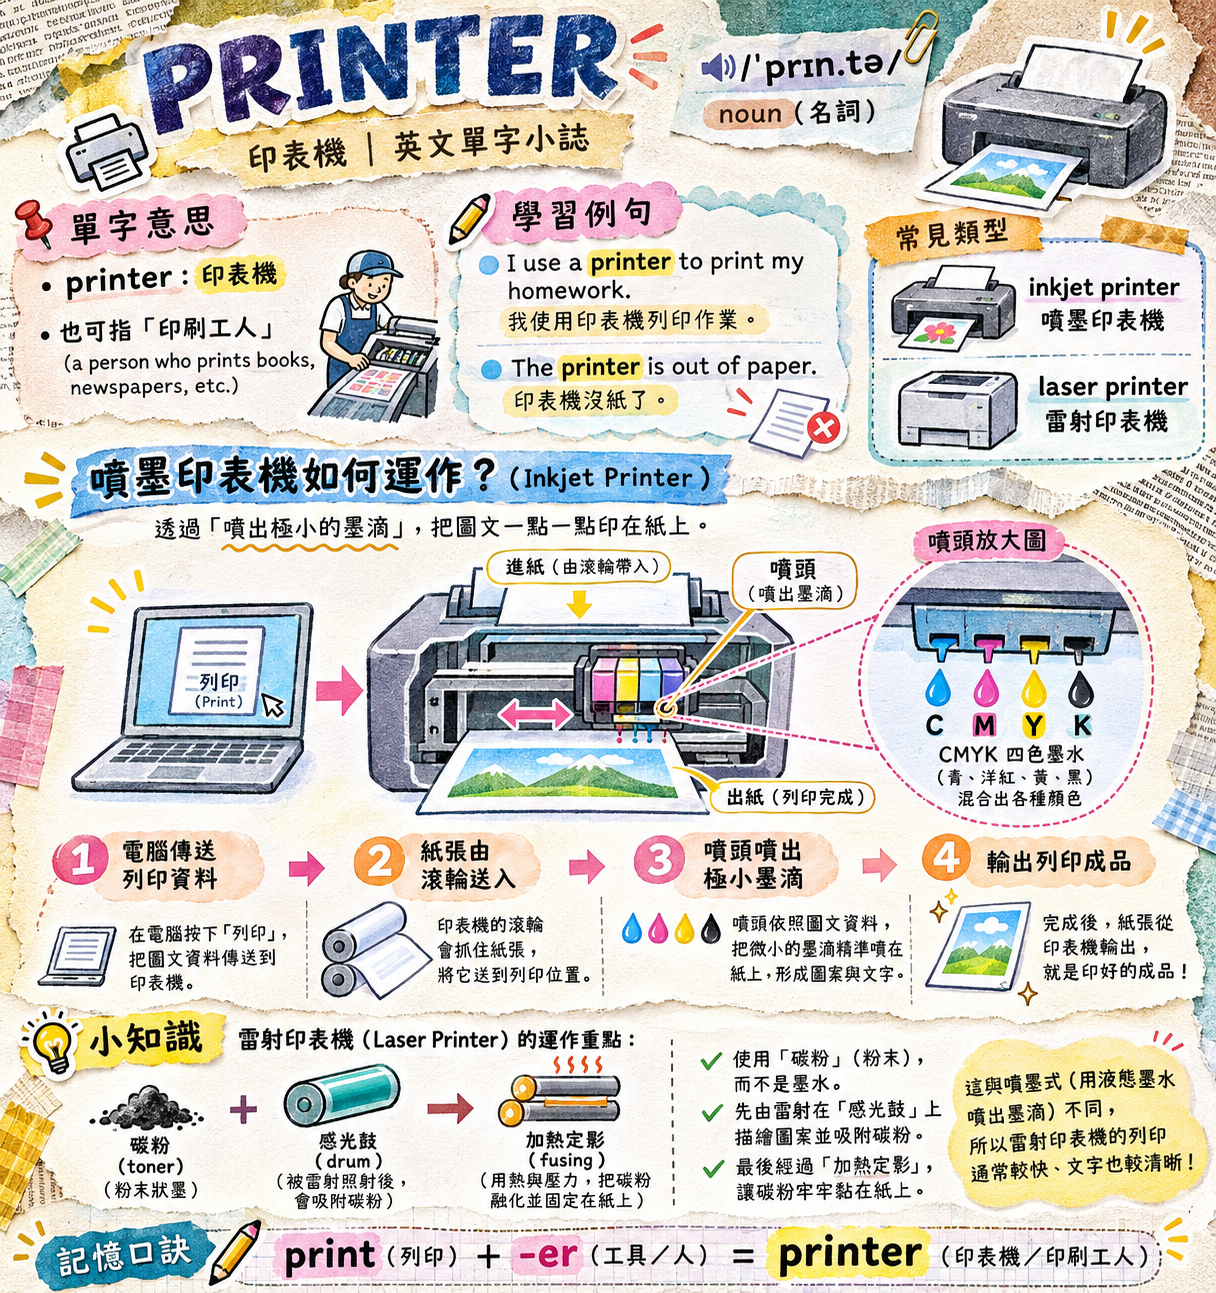 PRINTER
印表機｜英文單字小誌
/ˈprɪn.tə/
noun（名詞）
單字意思
• printer：印表機
• 也可指「印刷工人」
(a person who prints books,
newspapers, etc.)
學習例句
I use a printer to print my
homework.
我使用印表機列印作業。
The printer is out of paper.
印表機沒紙了。
常見類型
inkjet printer
噴墨印表機
laser printer
雷射印表機
噴墨印表機如何運作？（Inkjet Printer）
透過「噴出極小的墨滴」，把圖文一點一點印在紙上。
列印
(Print)
進紙（由滾輪帶入）
噴頭
（噴出墨滴）
出紙（列印完成）
噴頭放大圖
C M Y K
CMYK 四色墨水
（青、洋紅、黃、黑）
混合出各種顏色
1 電腦傳送
列印資料
在電腦按下「列印」，
把圖文資料傳送到
印表機。
2 紙張由
滾輪送入
印表機的滾輪
會抓住紙張，
將它送到列印位置。
3 噴頭噴出
極小墨滴
噴頭依照圖文資料，
把微小的墨滴精準噴在
紙上，形成圖案與文字。
4 輸出列印成品
完成後，紙張從
印表機輸出，
就是印好的成品！
小知識
雷射印表機（Laser Printer）的運作重點：
碳粉
（toner）
（粉末狀墨）
+
感光鼓
（drum）
（被雷射照射後，
會吸附碳粉）
加熱定影
（fusing）
（用熱與壓力，把碳粉
融化並固定在紙上）
✓ 使用「碳粉」（粉末），
而不是墨水。
✓ 先由雷射在「感光鼓」上
描繪圖案並吸附碳粉。
✓ 最後經過「加熱定影」，
讓碳粉牢牢黏在紙上。
這與噴墨式（用液態墨水
噴出墨滴）不同，
所以雷射印表機的列印
通常較快、文字也較清晰！
記憶口訣
print（列印）+ -er（工具／人）= printer（印表機／印刷工人）